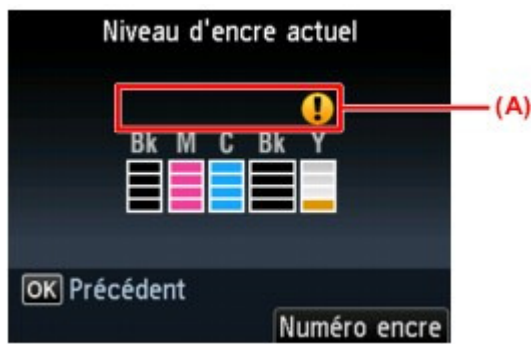 Niveau d'encre actuel
(A)
Bk M C Bk Y
OK Précédent
Numéro encre